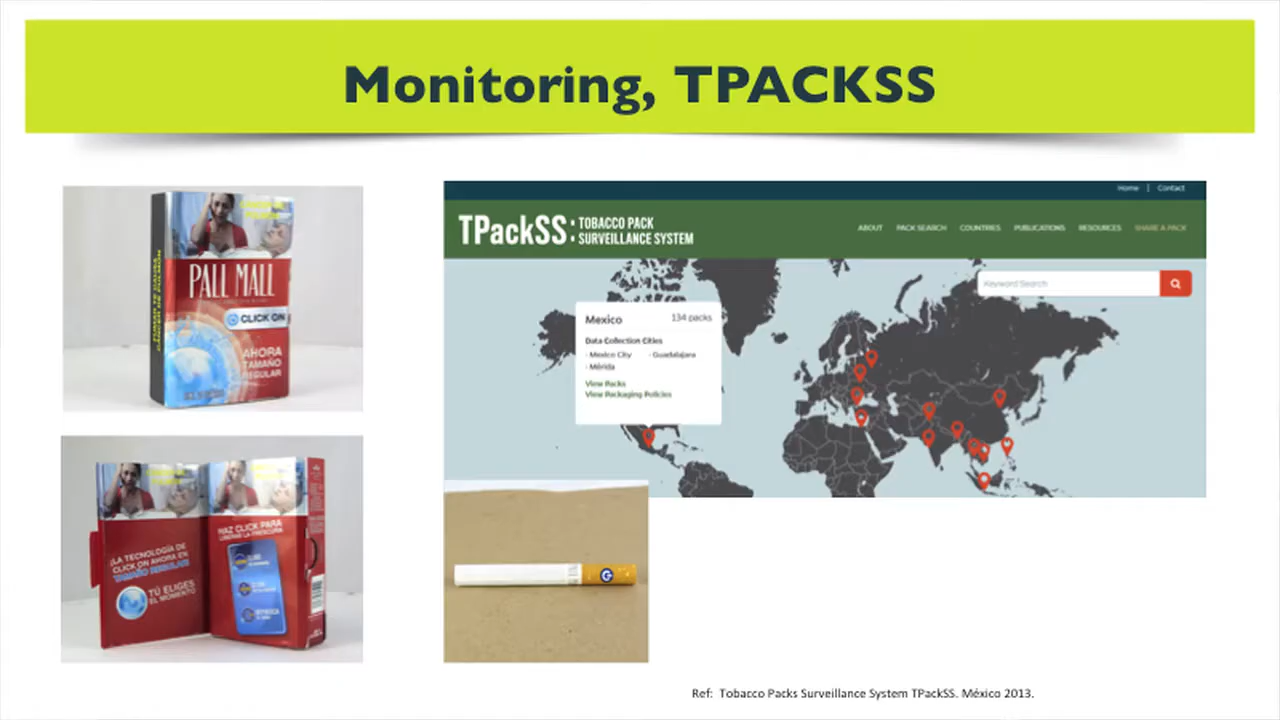 Monitoring, TPACKSS
PALL MALL
CLICK ON
AHORA
TAMAÑO
REGULAR
¡LA TECNOLOGÍA DE
CLICK ON AHORA EN
TAMAÑO REGULAR!
TÚ ELIGES
EL MOMENTO
HAZ CLICK PARA
LIBERAR LA FRESCURA
Home | Contact
TPackSS: TOBACCO PACK
SURVEILLANCE SYSTEM
ABOUT PACK SEARCH COUNTRIES PUBLICATIONS RESOURCES SHARE A PACK
Keyword Search
Mexico 134 packs
Data Collection Cities
· Mexico City · Guadalajara
· Mérida
View Packs
View Packaging Policies
Ref: Tobacco Packs Surveillance System TPackSS. México 2013.